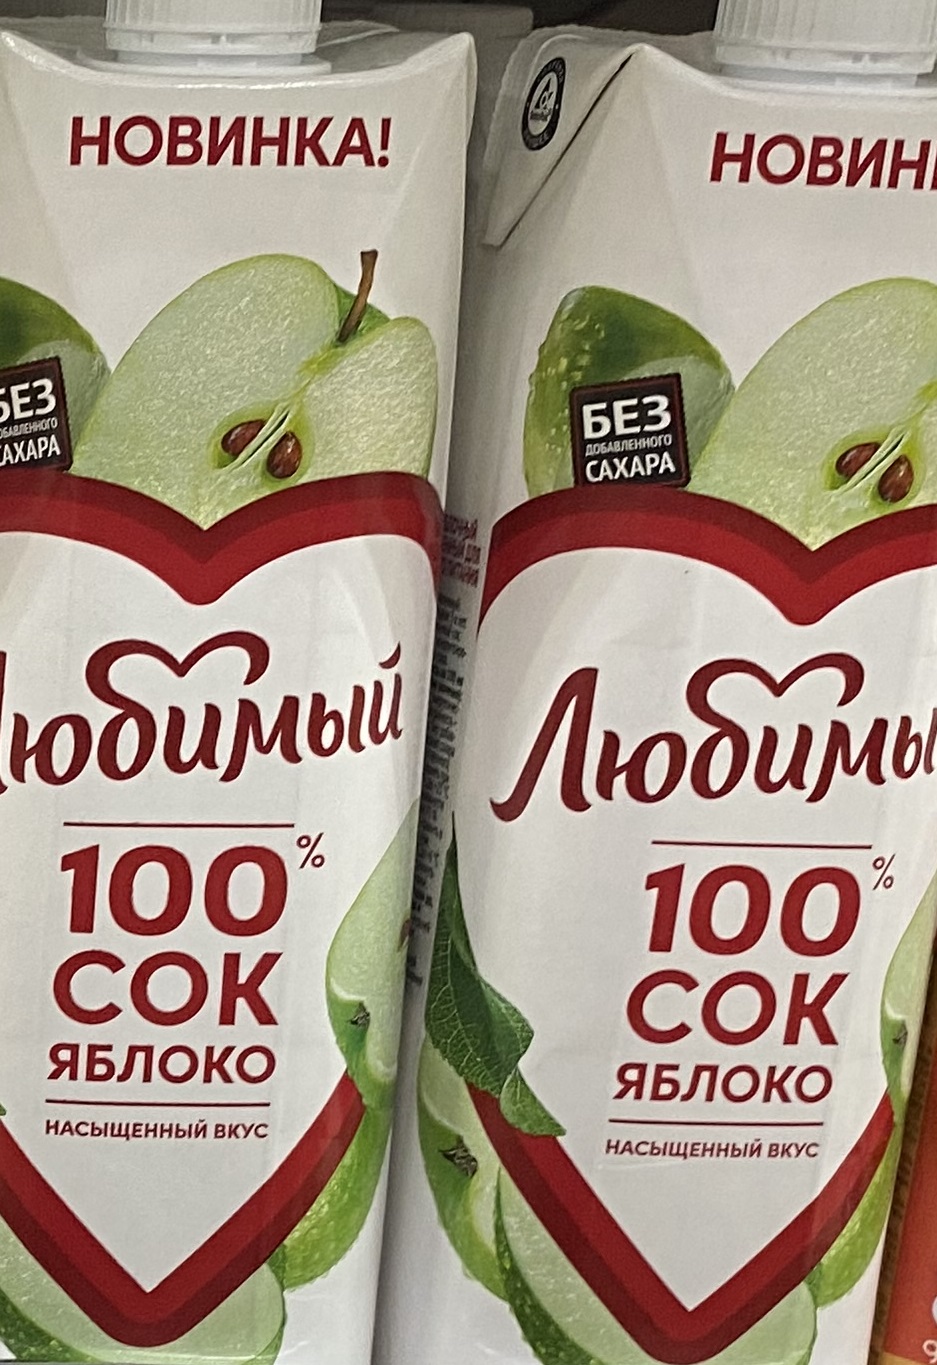 НОВИНКА!
БЕЗ
САХАРА
Любимый
100%
СОК
ЯБЛОКО
НАСЫЩЕННЫЙ ВКУС
НОВИН
БЕЗ
ДОБАВЛЕННОГО
САХАРА
Любимы
100%
СОК
ЯБЛОКО
НАСЫЩЕННЫЙ ВКУС